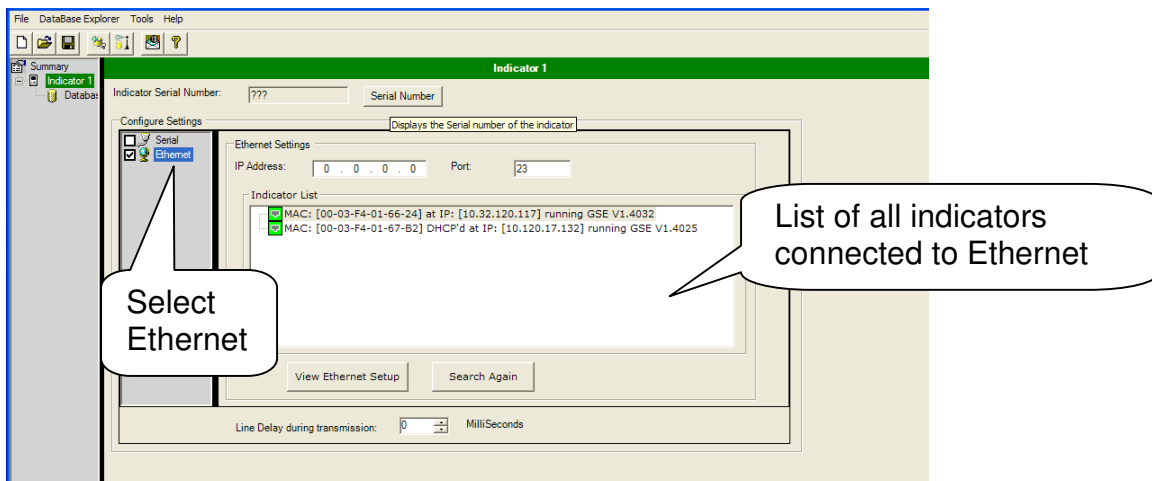 File DataBase Explorer Tools Help
Summary
Indicator 1
Databas
Indicator 1
Indicator Serial Number: ??? Serial Number
Displays the Serial number of the indicator
Configure Settings
Serial
Ethernet
Ethernet Settings
IP Address: 0 . 0 . 0 . 0 Port: 23
Indicator List
MAC: [00-03-F4-01-66-24] at IP: [10.32.120.117] running GSE V1.4032
MAC: [00-03-F4-01-67-B2] DHCP'd at IP: [10.120.17.132] running GSE V1.4025
List of all indicators
connected to Ethernet
Select
Ethernet
View Ethernet Setup Search Again
Line Delay during transmission: 0 MilliSeconds